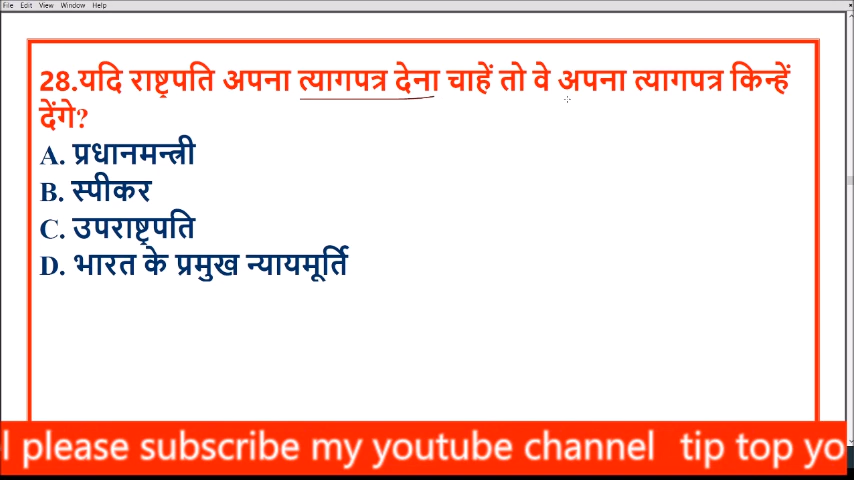 File Edit View Window Help
28.यदि राष्ट्रपति अपना त्यागपत्र देना चाहें तो वे अपना त्यागपत्र किन्हें
देंगे?
A. प्रधानमन्त्री
B. स्पीकर
C. उपराष्ट्रपति
D. भारत के प्रमुख न्यायमूर्ति
l please subscribe my youtube channel tip top yo